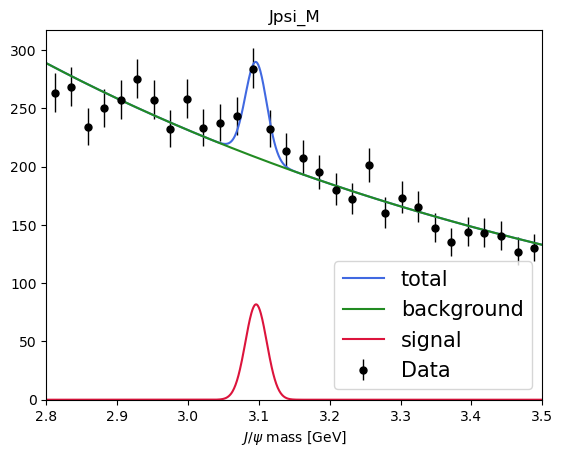 Jpsi_M
300
250
200
150
100
50
0
total
background
signal
Data
2.8 2.9 3.0 3.1 3.2 3.3 3.4 3.5
J/ψ mass [GeV]